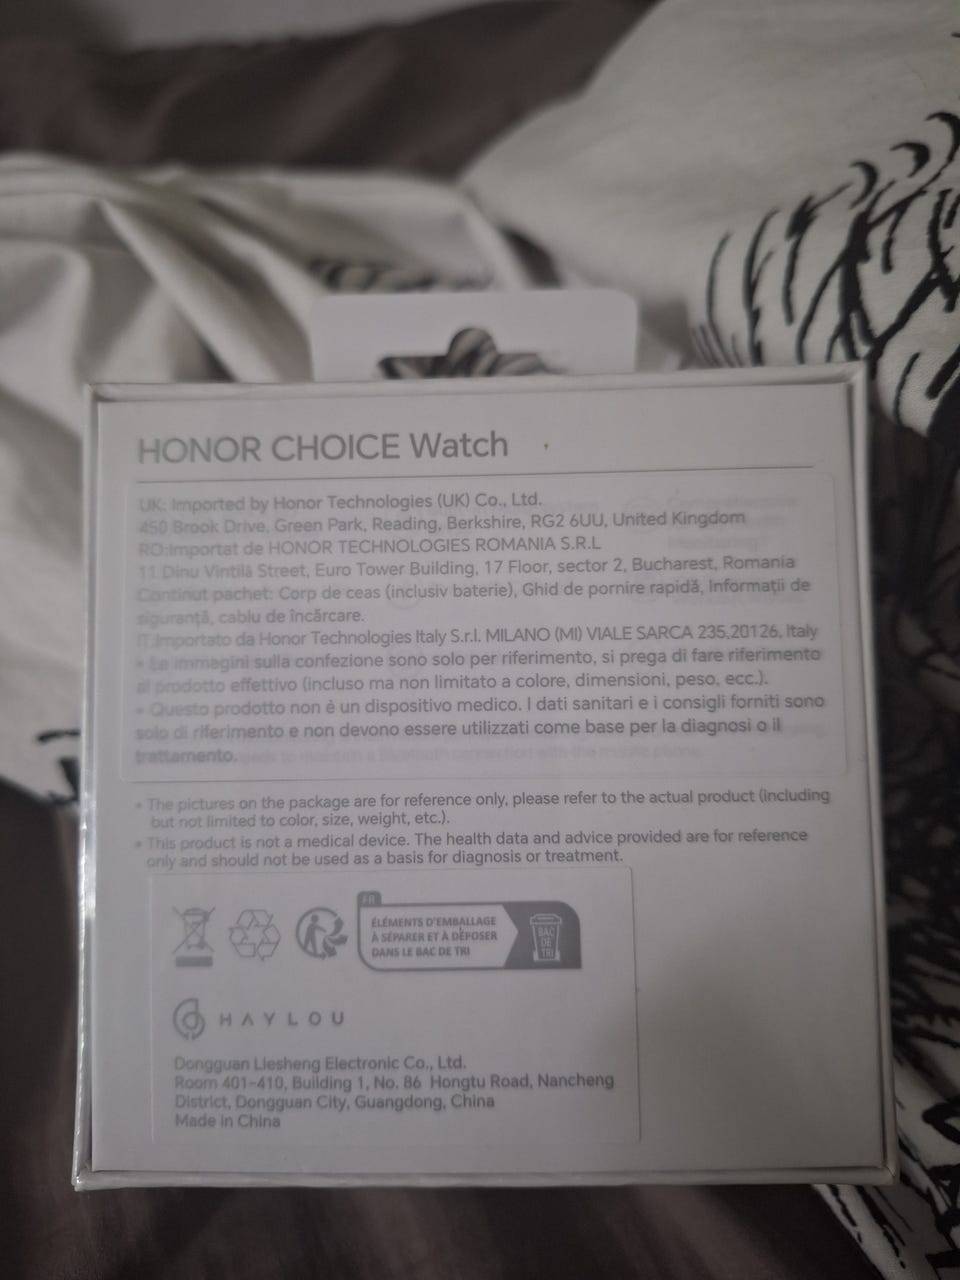 HONOR CHOICE Watch
UK: Imported by Honor Technologies (UK) Co., Ltd.
450 Brook Drive, Green Park, Reading, Berkshire, RG2 6UU, United Kingdom
RO:Importat de HONOR TECHNOLOGIES ROMANIA S.R.L
11 Dinu Vintilă Street, Euro Tower Building, 17 Floor, sector 2, Bucharest, Romania
Conținut pachet: Corp de ceas (inclusiv baterie), Ghid de pornire rapidă, Informații de
siguranță, cablu de încărcare.
IT:Importato da Honor Technologies Italy S.r.l. MILANO (MI) VIALE SARCA 235,20126, Italy
• Le immagini sulla confezione sono solo per riferimento, si prega di fare riferimento
al prodotto effettivo (incluso ma non limitato a colore, dimensioni, peso, ecc.).
• Questo prodotto non è un dispositivo medico. I dati sanitari e i consigli forniti sono
solo di riferimento e non devono essere utilizzati come base per la diagnosi o il
trattamento.
• The pictures on the package are for reference only, please refer to the actual product (including
but not limited to color, size, weight, etc.).
• This product is not a medical device. The health data and advice provided are for reference
only and should not be used as a basis for diagnosis or treatment.
FR
ÉLÉMENTS D'EMBALLAGE
À SÉPARER ET À DÉPOSER
DANS LE BAC DE TRI
BAC
DE
TRI
HAYLOU
Dongguan Liesheng Electronic Co., Ltd.
Room 401-410, Building 1, No. 86 Hongtu Road, Nancheng
District, Dongguan City, Guangdong, China
Made in China